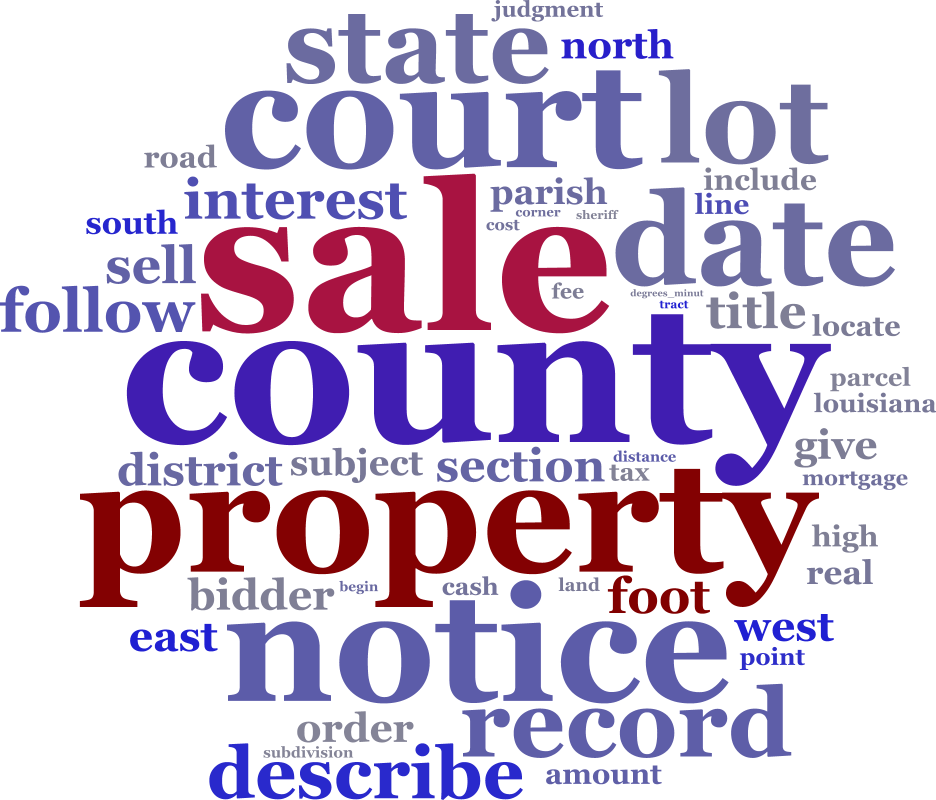 judgment
state
north
court
lot
road
include
interest
parish
line
south
corner
sheriff
cost
sale
date
sell
follow
fee
degrees_minut
tract
title
locate
county
parcel
louisiana
give
district
subject
section
distance
tax
mortgage
property
high
real
bidder
begin
cash
land
foot
east
notice
west
point
order
record
subdivision
describe
amount